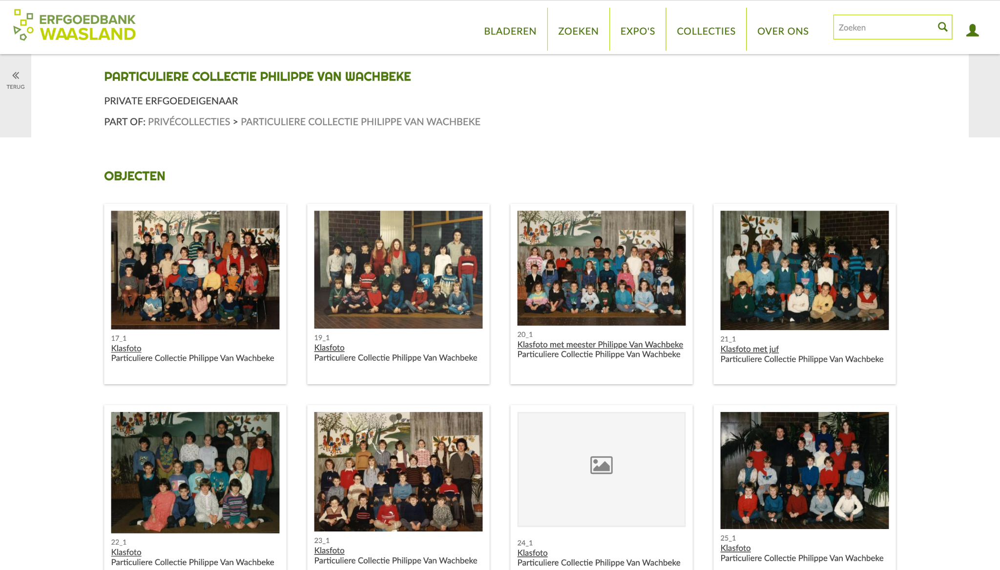 ERFGOEDBANK
WAASLAND
BLADEREN
ZOEKEN
EXPO'S
COLLECTIES
OVER ONS
Zoeken
TERUG
PARTICULIERE COLLECTIE PHILIPPE VAN WACHBEKE
PRIVATE ERFGOEDEIGENAAR
PART OF: PRIVÉCOLLECTIES > PARTICULIERE COLLECTIE PHILIPPE VAN WACHBEKE
OBJECTEN
17_1
Klasfoto
Particuliere Collectie Philippe Van Wachbeke
19_1
Klasfoto
Particuliere Collectie Philippe Van Wachbeke
20_1
Klasfoto met meester Philippe Van Wachbeke
Particuliere Collectie Philippe Van Wachbeke
21_1
Klasfoto met juf
Particuliere Collectie Philippe Van Wachbeke
22_1
Klasfoto
Particuliere Collectie Philippe Van Wachbeke
23_1
Klasfoto
Particuliere Collectie Philippe Van Wachbeke
24_1
Klasfoto
Particuliere Collectie Philippe Van Wachbeke
25_1
Klasfoto
Particuliere Collectie Philippe Van Wachbeke